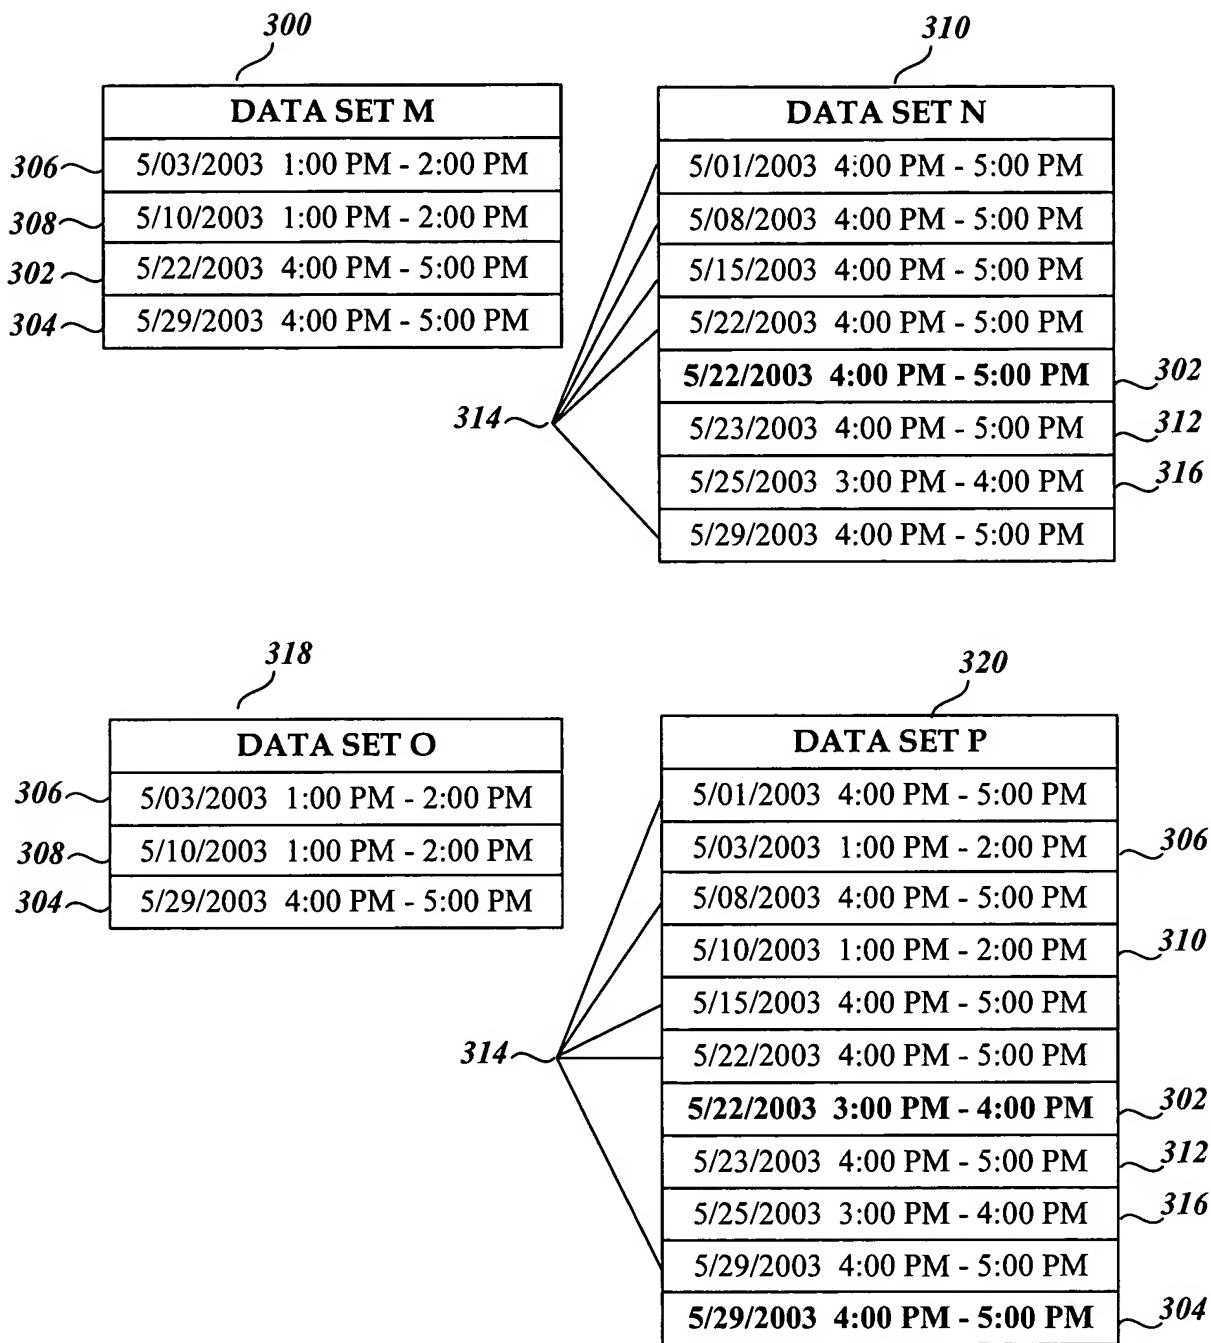 300
DATA SET M
306 5/03/2003 1:00 PM - 2:00 PM
308 5/10/2003 1:00 PM - 2:00 PM
302 5/22/2003 4:00 PM - 5:00 PM
304 5/29/2003 4:00 PM - 5:00 PM
310
DATA SET N
5/01/2003 4:00 PM - 5:00 PM
5/08/2003 4:00 PM - 5:00 PM
5/15/2003 4:00 PM - 5:00 PM
5/22/2003 4:00 PM - 5:00 PM
5/22/2003 4:00 PM - 5:00 PM 302
314
5/23/2003 4:00 PM - 5:00 PM 312
5/25/2003 3:00 PM - 4:00 PM 316
5/29/2003 4:00 PM - 5:00 PM
318
DATA SET O
306 5/03/2003 1:00 PM - 2:00 PM
308 5/10/2003 1:00 PM - 2:00 PM
304 5/29/2003 4:00 PM - 5:00 PM
320
DATA SET P
5/01/2003 4:00 PM - 5:00 PM
5/03/2003 1:00 PM - 2:00 PM 306
5/08/2003 4:00 PM - 5:00 PM
5/10/2003 1:00 PM - 2:00 PM 310
5/15/2003 4:00 PM - 5:00 PM
314
5/22/2003 4:00 PM - 5:00 PM
5/22/2003 3:00 PM - 4:00 PM 302
5/23/2003 4:00 PM - 5:00 PM 312
5/25/2003 3:00 PM - 4:00 PM 316
5/29/2003 4:00 PM - 5:00 PM
5/29/2003 4:00 PM - 5:00 PM 304